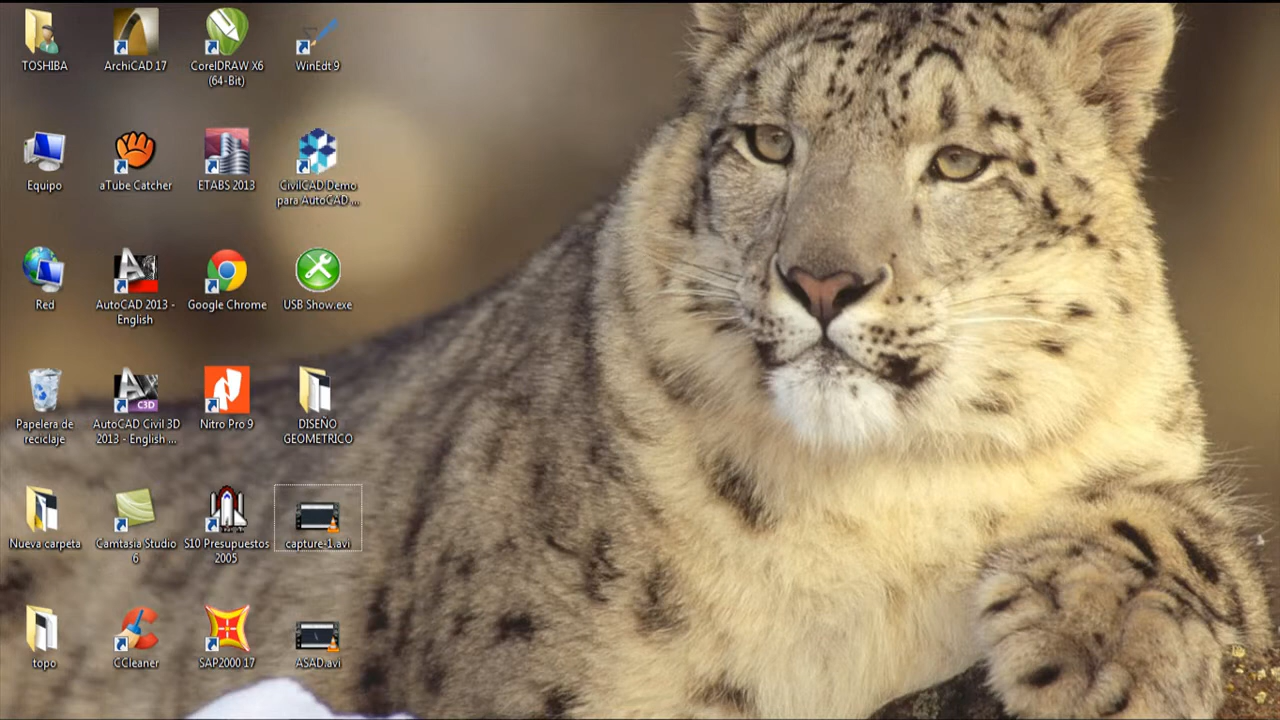 TOSHIBA
ArchiCAD 17
CorelDRAW X6
(64-Bit)
WinEdt 9
Equipo
aTube Catcher
ETABS 2013
CivilCAD Demo
para AutoCAD ...
Red
AutoCAD 2013 -
English
Google Chrome
USB Show.exe
Papelera de
reciclaje
AutoCAD Civil 3D
2013 - English ...
C3D
Nitro Pro 9
DISEÑO
GEOMETRICO
Nueva carpeta
Camtasia Studio
6
S10 Presupuestos
2005
capture-1.avi
topo
CCleaner
SAP2000 17
ASAD.avi